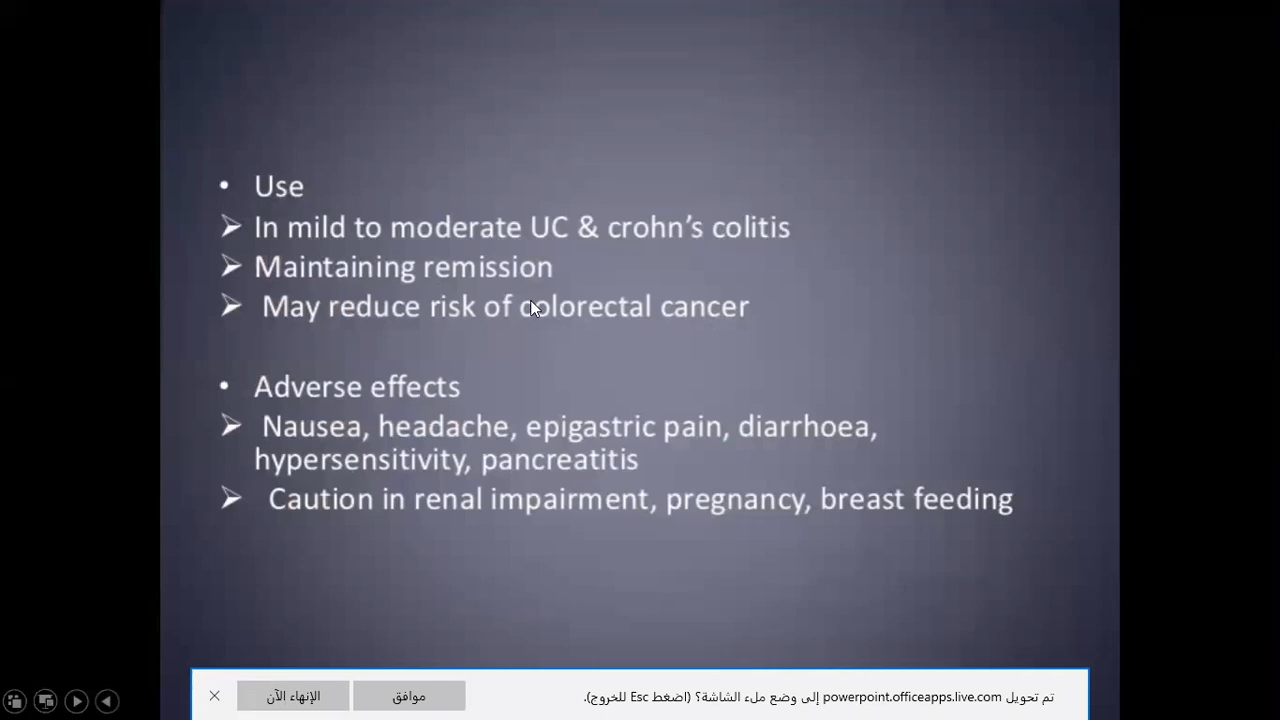 • Use
➢ In mild to moderate UC & crohn’s colitis
➢ Maintaining remission
➢ May reduce risk of colorectal cancer
• Adverse effects
➢ Nausea, headache, epigastric pain, diarrhoea,
hypersensitivity, pancreatitis
➢ Caution in renal impairment, pregnancy, breast feeding
تم تحويل powerpoint.officeapps.live.com إلى وضع ملء الشاشة؟ (اضغط Esc للخروج).
موافق
الإنهاء الآن